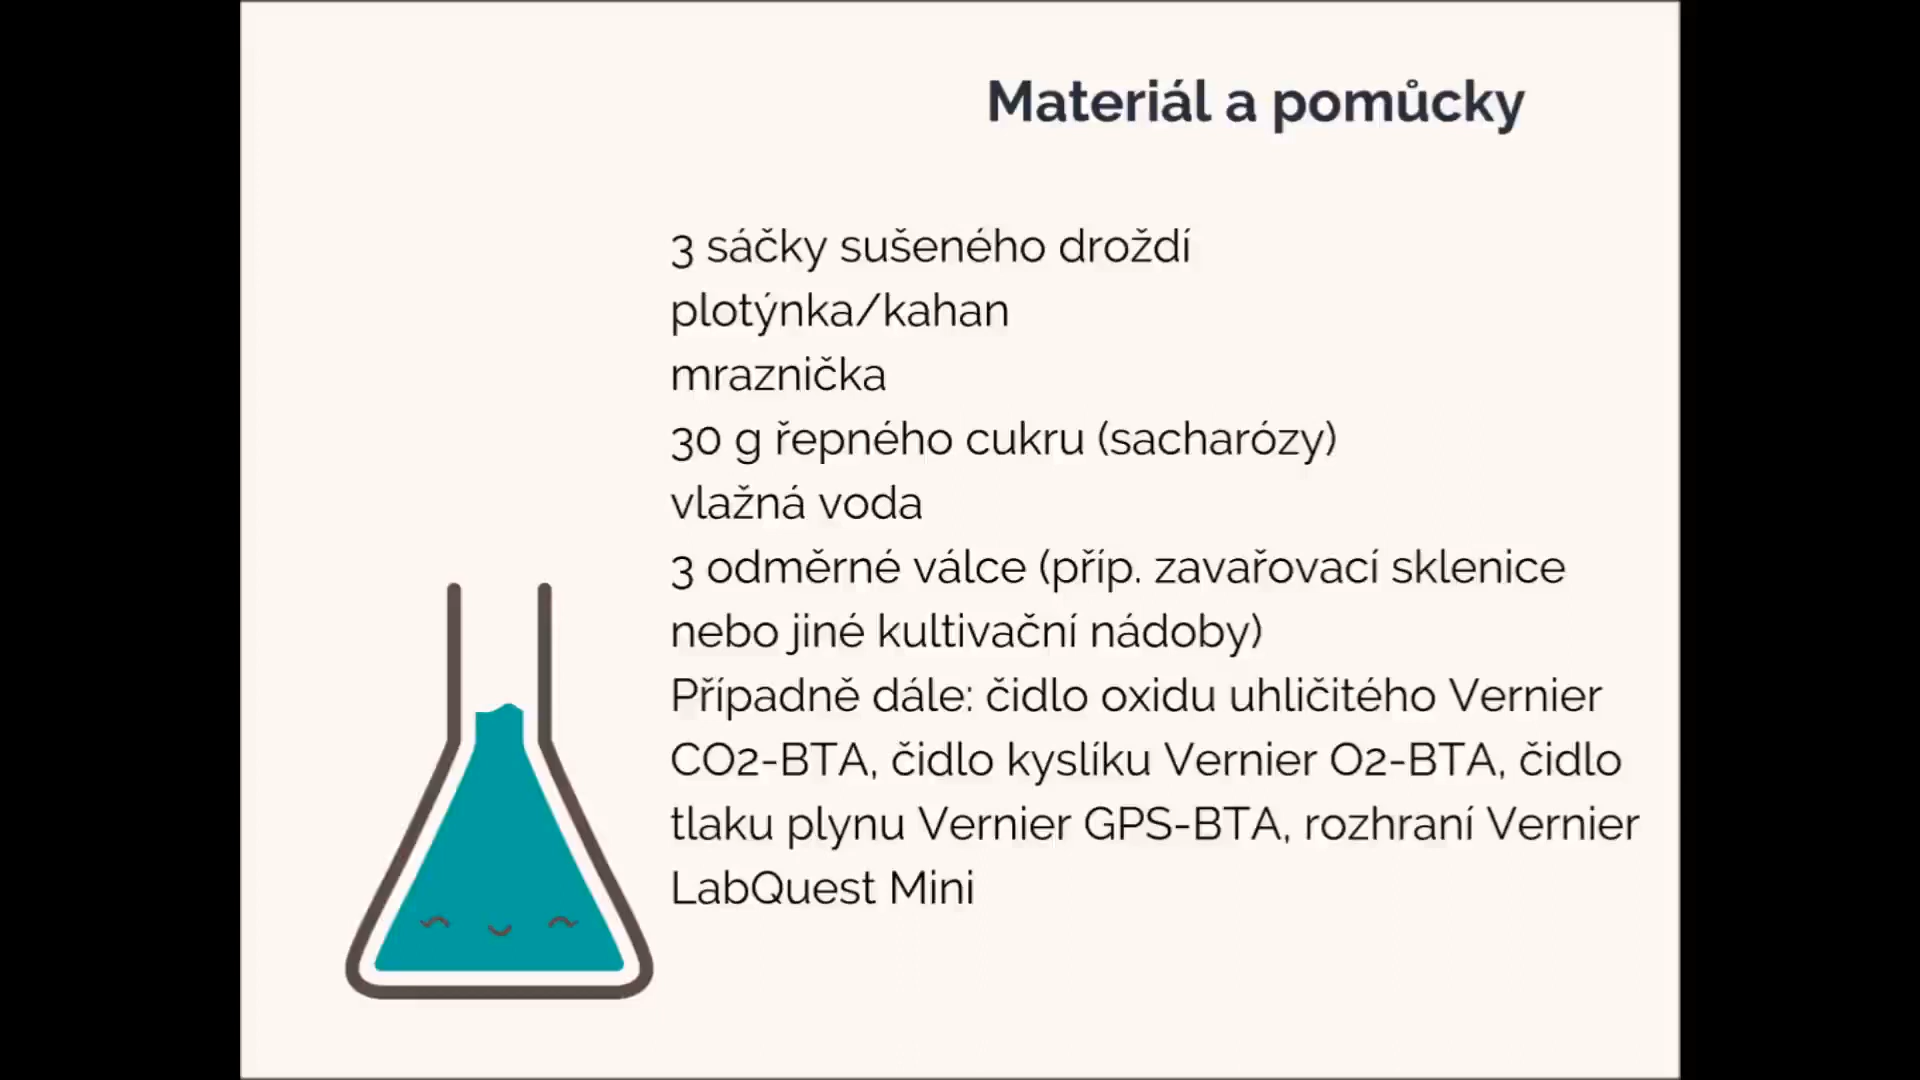 Materiál a pomůcky
3 sáčky sušeného droždí
plotýnka/kahan
mraznička
30 g řepného cukru (sacharózy)
vlažná voda
3 odměrné válce (příp. zavařovací sklenice
nebo jiné kultivační nádoby)
Případně dále: čidlo oxidu uhličitého Vernier
CO2-BTA, čidlo kyslíku Vernier O2-BTA, čidlo
tlaku plynu Vernier GPS-BTA, rozhraní Vernier
LabQuest Mini